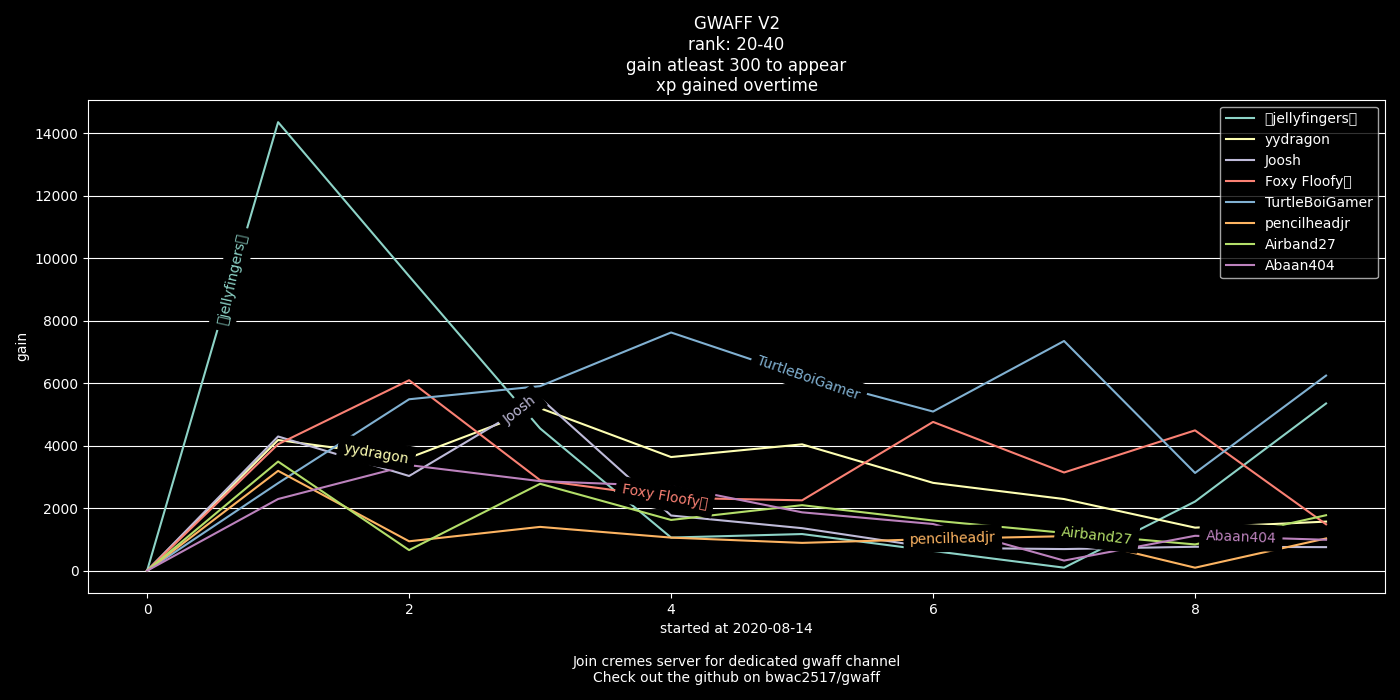 GWAFF V2
rank: 20-40
gain atleast 300 to appear
xp gained overtime
gain
14000
12000
10000
8000
6000
4000
2000
0
jellyfingers
yydragon
Joosh
Foxy Floofy
TurtleBoiGamer
pencilheadjr
Airband27
Abaan404
jellyfingers
yydragon
Joosh
Foxy Floofy
TurtleBoiGamer
pencilheadjr
Airband27
Abaan404
0
2
4
6
8
started at 2020-08-14
Join cremes server for dedicated gwaff channel
Check out the github on bwac2517/gwaff